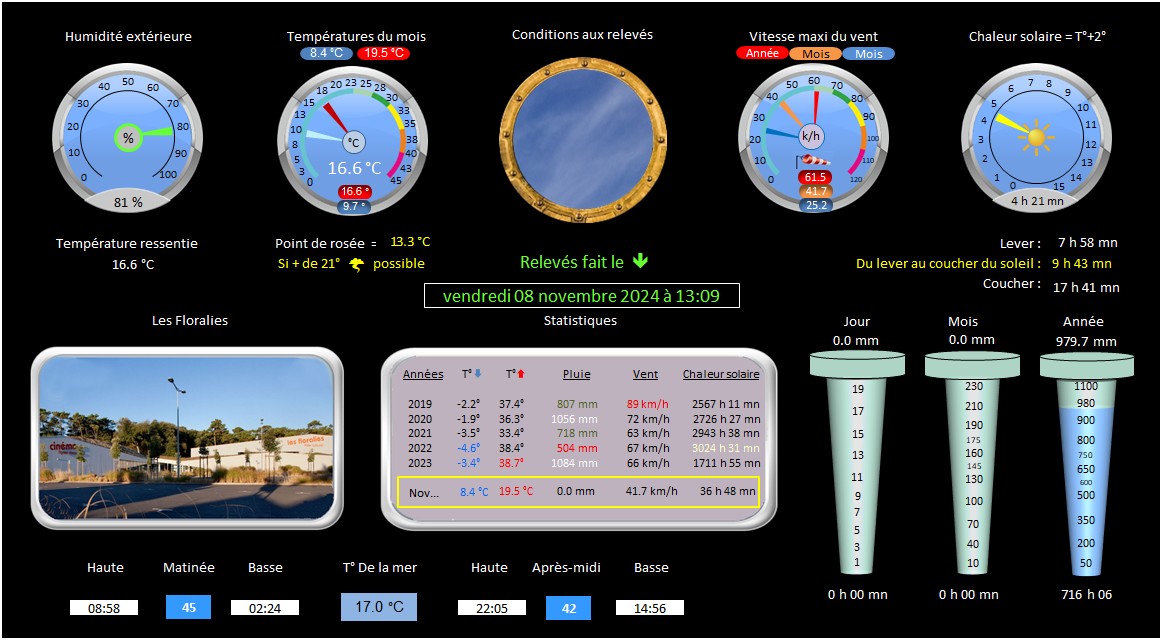 Humidité extérieure
Températures du mois
Conditions aux relevés
Vitesse maxi du vent
Chaleur solaire = T°+2°
8.4 °C 19.5 °C
Année Mois Mois
0 10 20 30 40 50 60 70 80 90 100
%
81 %
0 3 5 8 10 13 15 18 20 23 25 28 30 33 35 38 40 43 45
°C
16.6 °C
16.6 °
9.7 °
0 10 20 30 40 50 60 70 80 90 100 110 120
k/h
61.5
41.7
25.2
0 1 2 3 4 5 6 7 8 9 10 11 12 13 14 15
4 h 21 mn
Température ressentie
16.6 °C
Point de rosée = 13.3 °C
Si + de 21° possible
Relevés fait le
vendredi 08 novembre 2024 à 13:09
Lever : 7 h 58 mn
Du lever au coucher du soleil : 9 h 43 mn
Coucher : 17 h 41 mn
Les Floralies
cinéma
les floralies
Statistiques
Années T° T° Pluie Vent Chaleur solaire
2019 -2.2° 37.4° 807 mm 89 km/h 2567 h 11 mn
2020 -1.9° 36.3° 1056 mm 72 km/h 2726 h 27 mn
2021 -3.5° 33.4° 718 mm 63 km/h 2943 h 38 mn
2022 -4.6° 38.4° 504 mm 67 km/h 3024 h 31 mn
2023 -3.4° 38.7° 1084 mm 66 km/h 1711 h 55 mn
Nov... 8.4 °C 19.5 °C 0.0 mm 41.7 km/h 36 h 48 mn
Jour
0.0 mm
19
17
15
13
11
9
7
5
3
1
0 h 00 mn
Mois
0.0 mm
230
210
190
175
160
145
130
100
70
40
10
0 h 00 mn
Année
979.7 mm
1100
980
900
800
750
650
600
500
350
200
50
716 h 06
Haute Matinée Basse
08:58 45 02:24
T° De la mer
17.0 °C
Haute Après-midi Basse
22:05 42 14:56